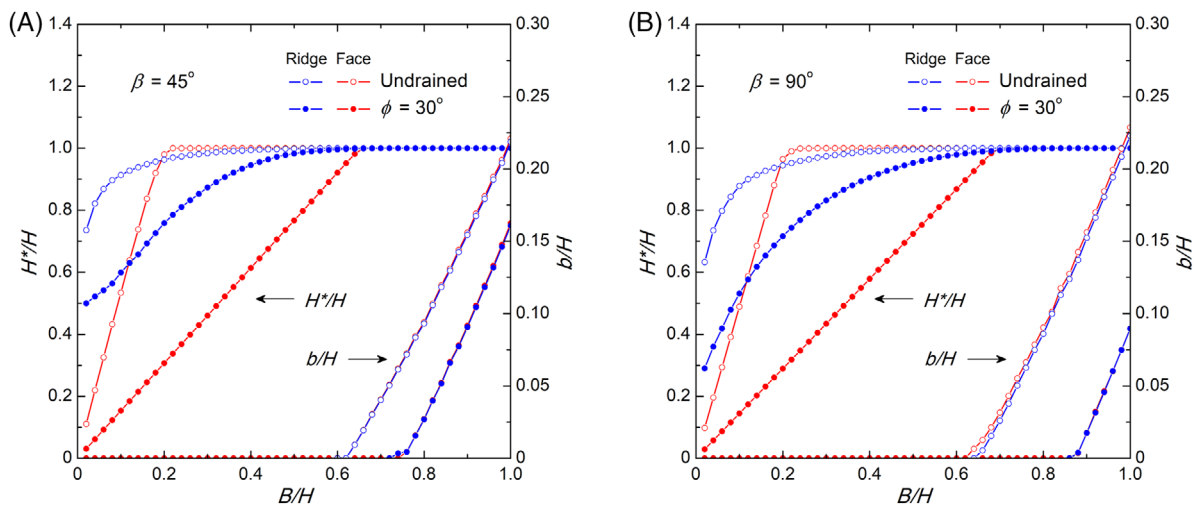 (A)
1.4
1.2
1.0
0.8
0.6
0.4
0.2
0
H*/H
0.30
0.25
0.20
0.15
0.10
0.05
0
b/H
Ridge Face
Undrained
β = 45°
ϕ = 30°
H*/H
b/H
0 0.2 0.4 0.6 0.8 1.0
B/H
(B)
1.4
1.2
1.0
0.8
0.6
0.4
0.2
0
H*/H
0.30
0.25
0.20
0.15
0.10
0.05
0
b/H
Ridge Face
Undrained
β = 90°
ϕ = 30°
H*/H
b/H
0 0.2 0.4 0.6 0.8 1.0
B/H